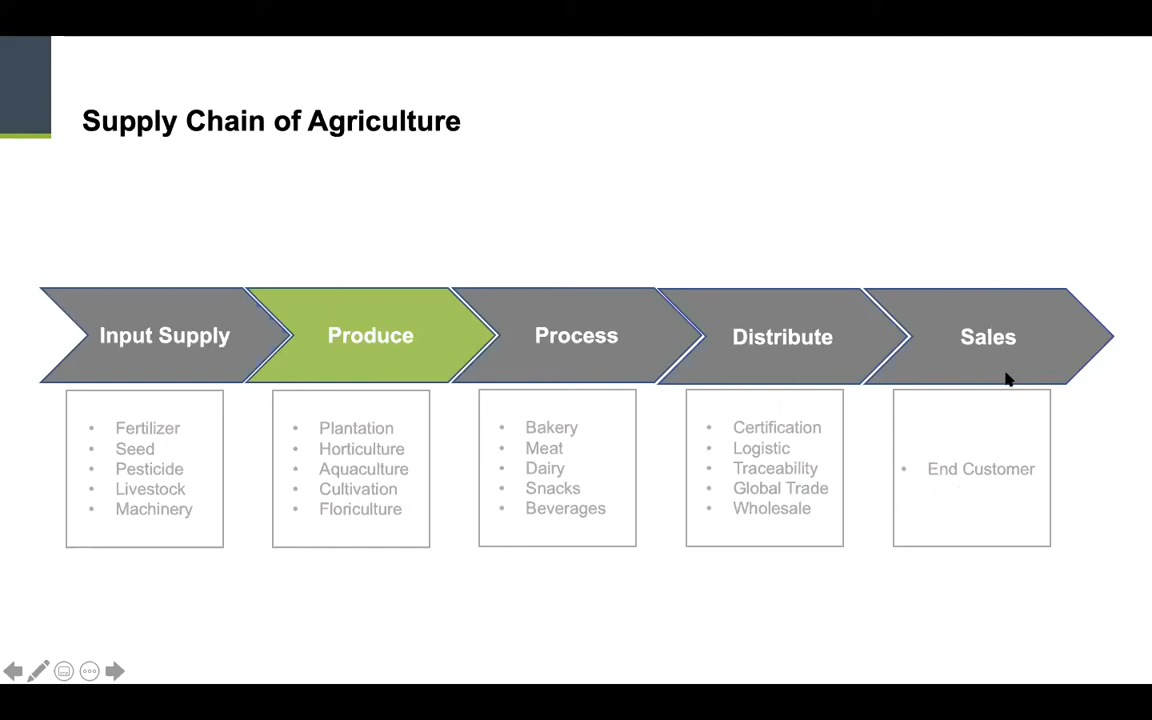 Supply Chain of Agriculture
Input Supply
Produce
Process
Distribute
Sales
• Fertilizer
• Seed
• Pesticide
• Livestock
• Machinery
• Plantation
• Horticulture
• Aquaculture
• Cultivation
• Floriculture
• Bakery
• Meat
• Dairy
• Snacks
• Beverages
• Certification
• Logistic
• Traceability
• Global Trade
• Wholesale
• End Customer